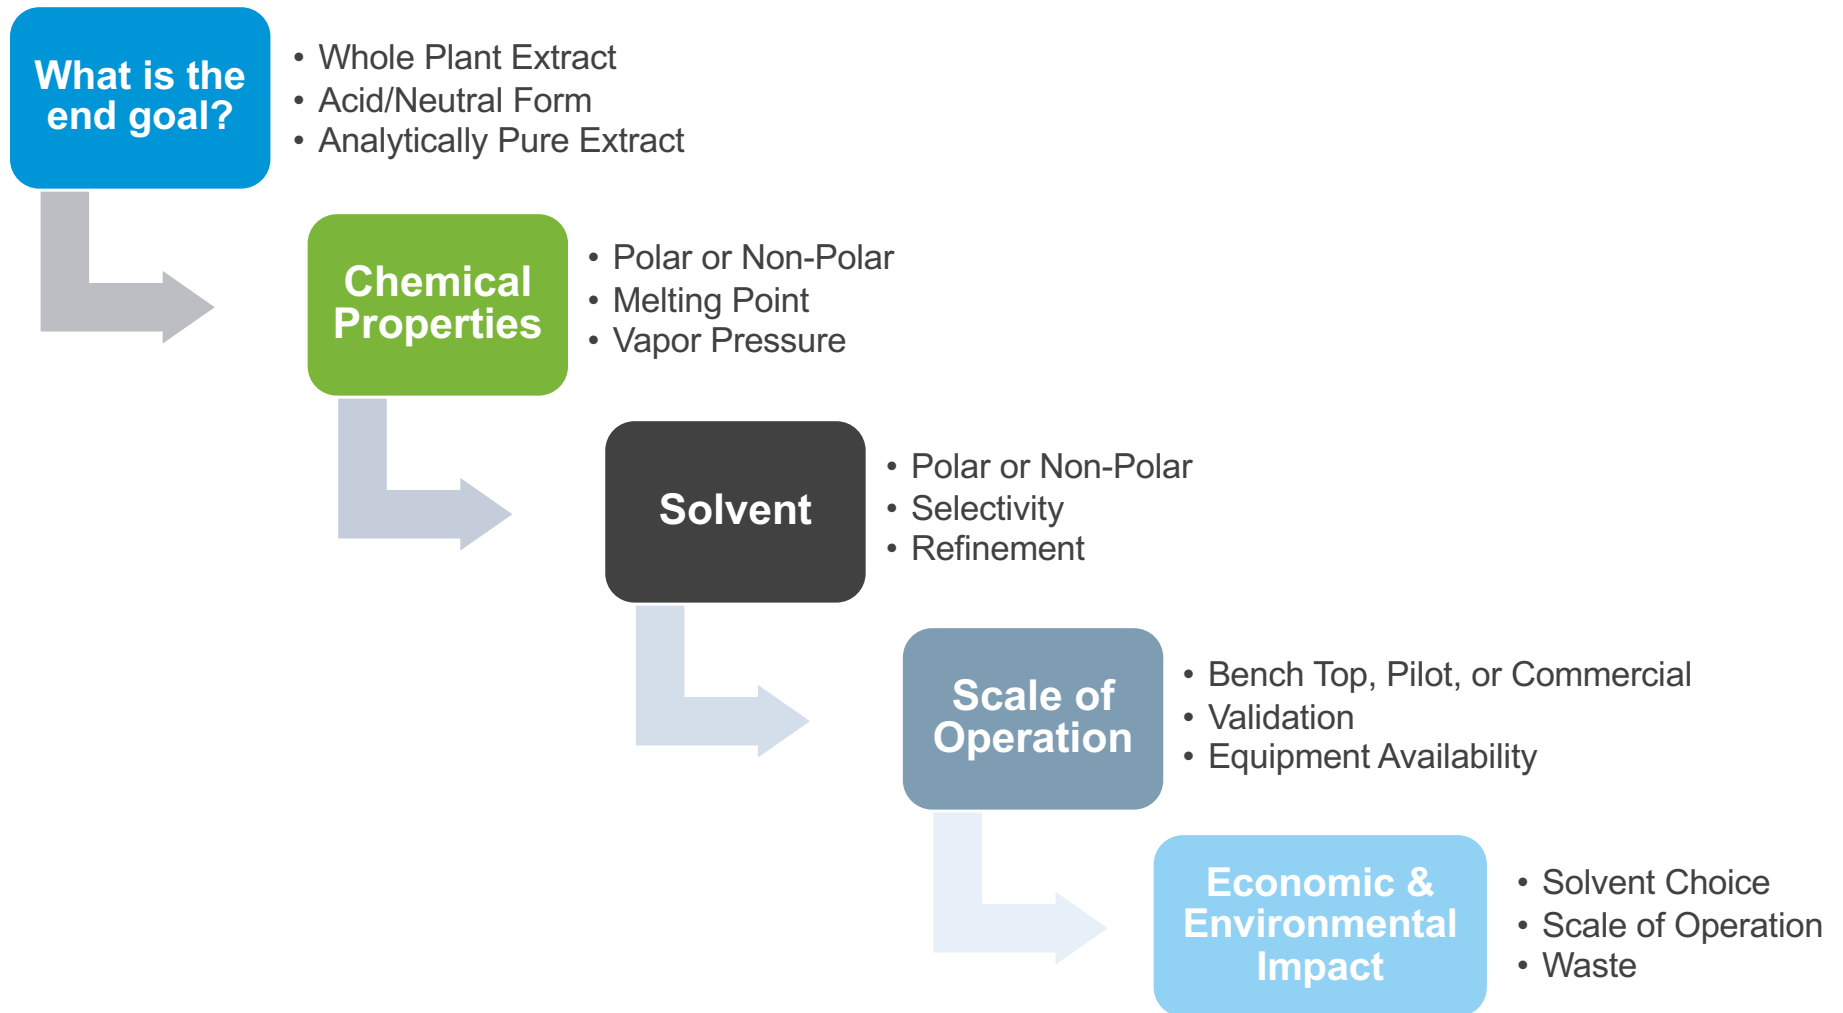 What is the
end goal?
• Whole Plant Extract
• Acid/Neutral Form
• Analytically Pure Extract
Chemical
Properties
• Polar or Non-Polar
• Melting Point
• Vapor Pressure
Solvent
• Polar or Non-Polar
• Selectivity
• Refinement
Scale of
Operation
• Bench Top, Pilot, or Commercial
• Validation
• Equipment Availability
Economic &
Environmental
Impact
• Solvent Choice
• Scale of Operation
• Waste